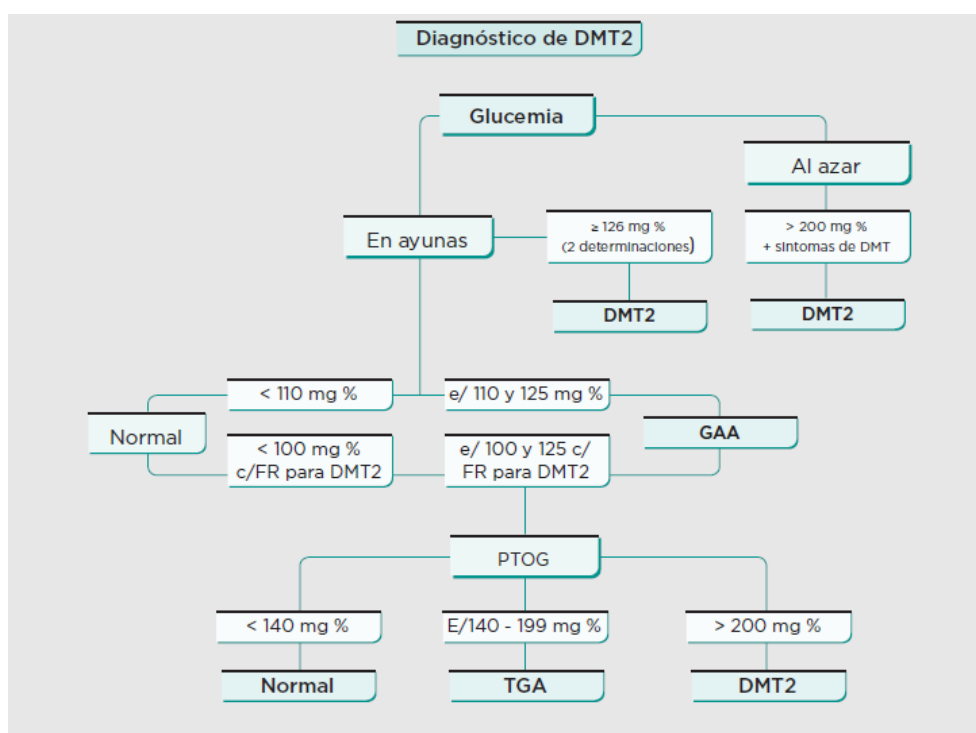 Diagnóstico de DMT2
Glucemia
Al azar
En ayunas
≥ 126 mg %
(2 determinaciones)
> 200 mg %
+ síntomas de DMT
DMT2
DMT2
< 110 mg %
e/ 110 y 125 mg %
Normal
GAA
< 100 mg %
c/FR para DMT2
e/ 100 y 125 c/
FR para DMT2
PTOG
< 140 mg %
E/140 - 199 mg %
> 200 mg %
Normal
TGA
DMT2